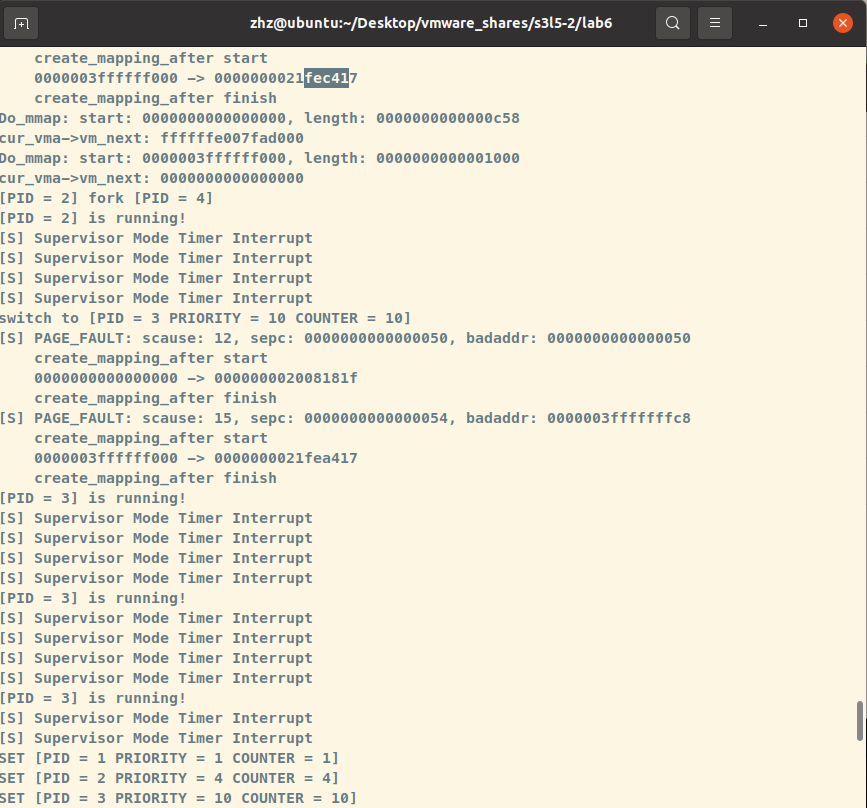 zhz@ubuntu:~/Desktop/vmware_shares/s3l5-2/lab6
create_mapping_after start
0000003ffffff000 -> 0000000021fec417
create_mapping_after finish
Do_mmap: start: 0000000000000000, length: 0000000000000c58
cur_vma->vm_next: ffffffe007fad000
Do_mmap: start: 0000003ffffff000, length: 0000000000001000
cur_vma->vm_next: 0000000000000000
[PID = 2] fork [PID = 4]
[PID = 2] is running!
[S] Supervisor Mode Timer Interrupt
[S] Supervisor Mode Timer Interrupt
[S] Supervisor Mode Timer Interrupt
[S] Supervisor Mode Timer Interrupt
switch to [PID = 3 PRIORITY = 10 COUNTER = 10]
[S] PAGE_FAULT: scause: 12, sepc: 0000000000000050, badaddr: 0000000000000050
create_mapping_after start
0000000000000000 -> 000000002008181f
create_mapping_after finish
[S] PAGE_FAULT: scause: 15, sepc: 0000000000000054, badaddr: 0000003fffffffc8
create_mapping_after start
0000003ffffff000 -> 0000000021fea417
create_mapping_after finish
[PID = 3] is running!
[S] Supervisor Mode Timer Interrupt
[S] Supervisor Mode Timer Interrupt
[S] Supervisor Mode Timer Interrupt
[S] Supervisor Mode Timer Interrupt
[PID = 3] is running!
[S] Supervisor Mode Timer Interrupt
[S] Supervisor Mode Timer Interrupt
[S] Supervisor Mode Timer Interrupt
[S] Supervisor Mode Timer Interrupt
[PID = 3] is running!
[S] Supervisor Mode Timer Interrupt
[S] Supervisor Mode Timer Interrupt
SET [PID = 1 PRIORITY = 1 COUNTER = 1]
SET [PID = 2 PRIORITY = 4 COUNTER = 4]
SET [PID = 3 PRIORITY = 10 COUNTER = 10]